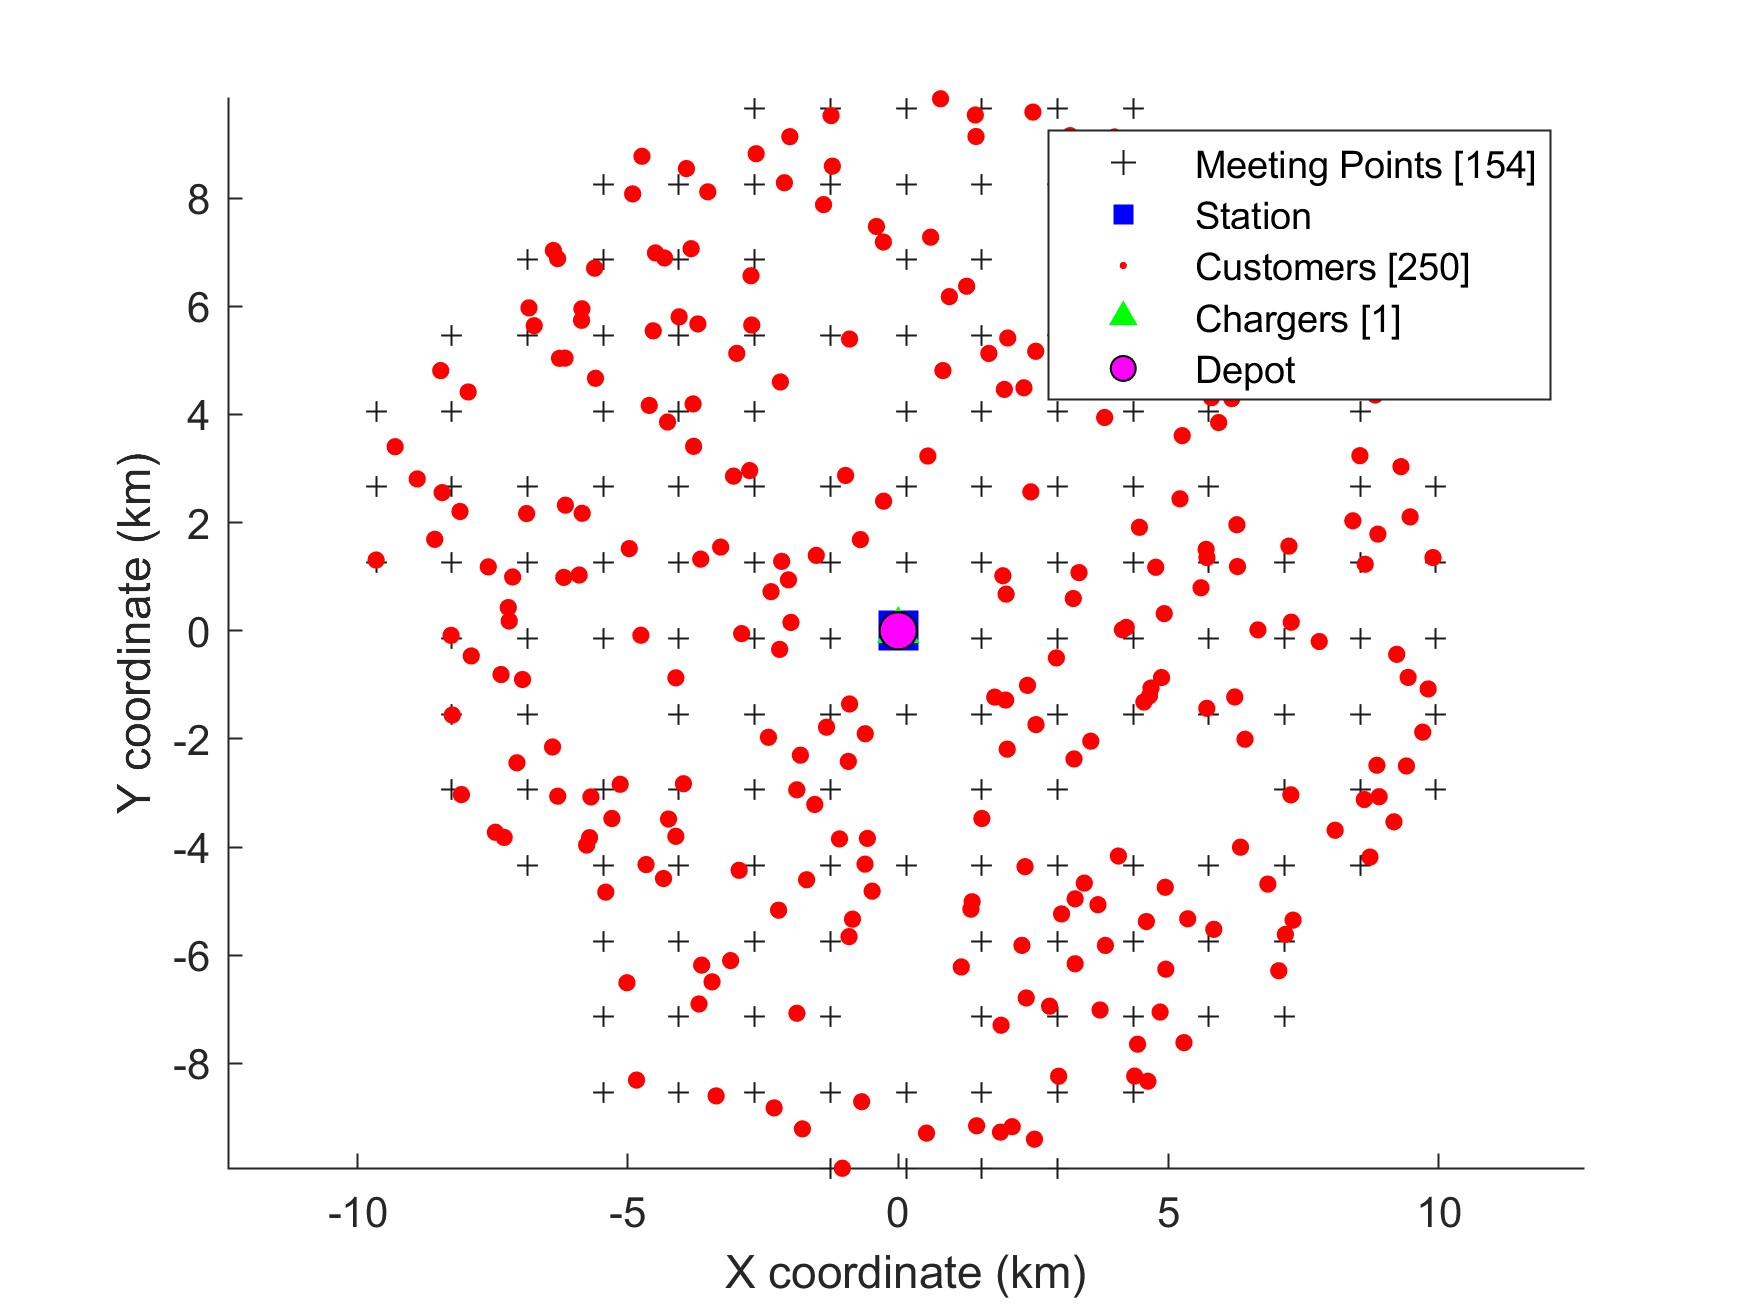 Meeting Points [154]
Station
Customers [250]
Chargers [1]
Depot
8
6
4
2
0
-2
-4
-6
-8
Y coordinate (km)
-10 -5 0 5 10
X coordinate (km)